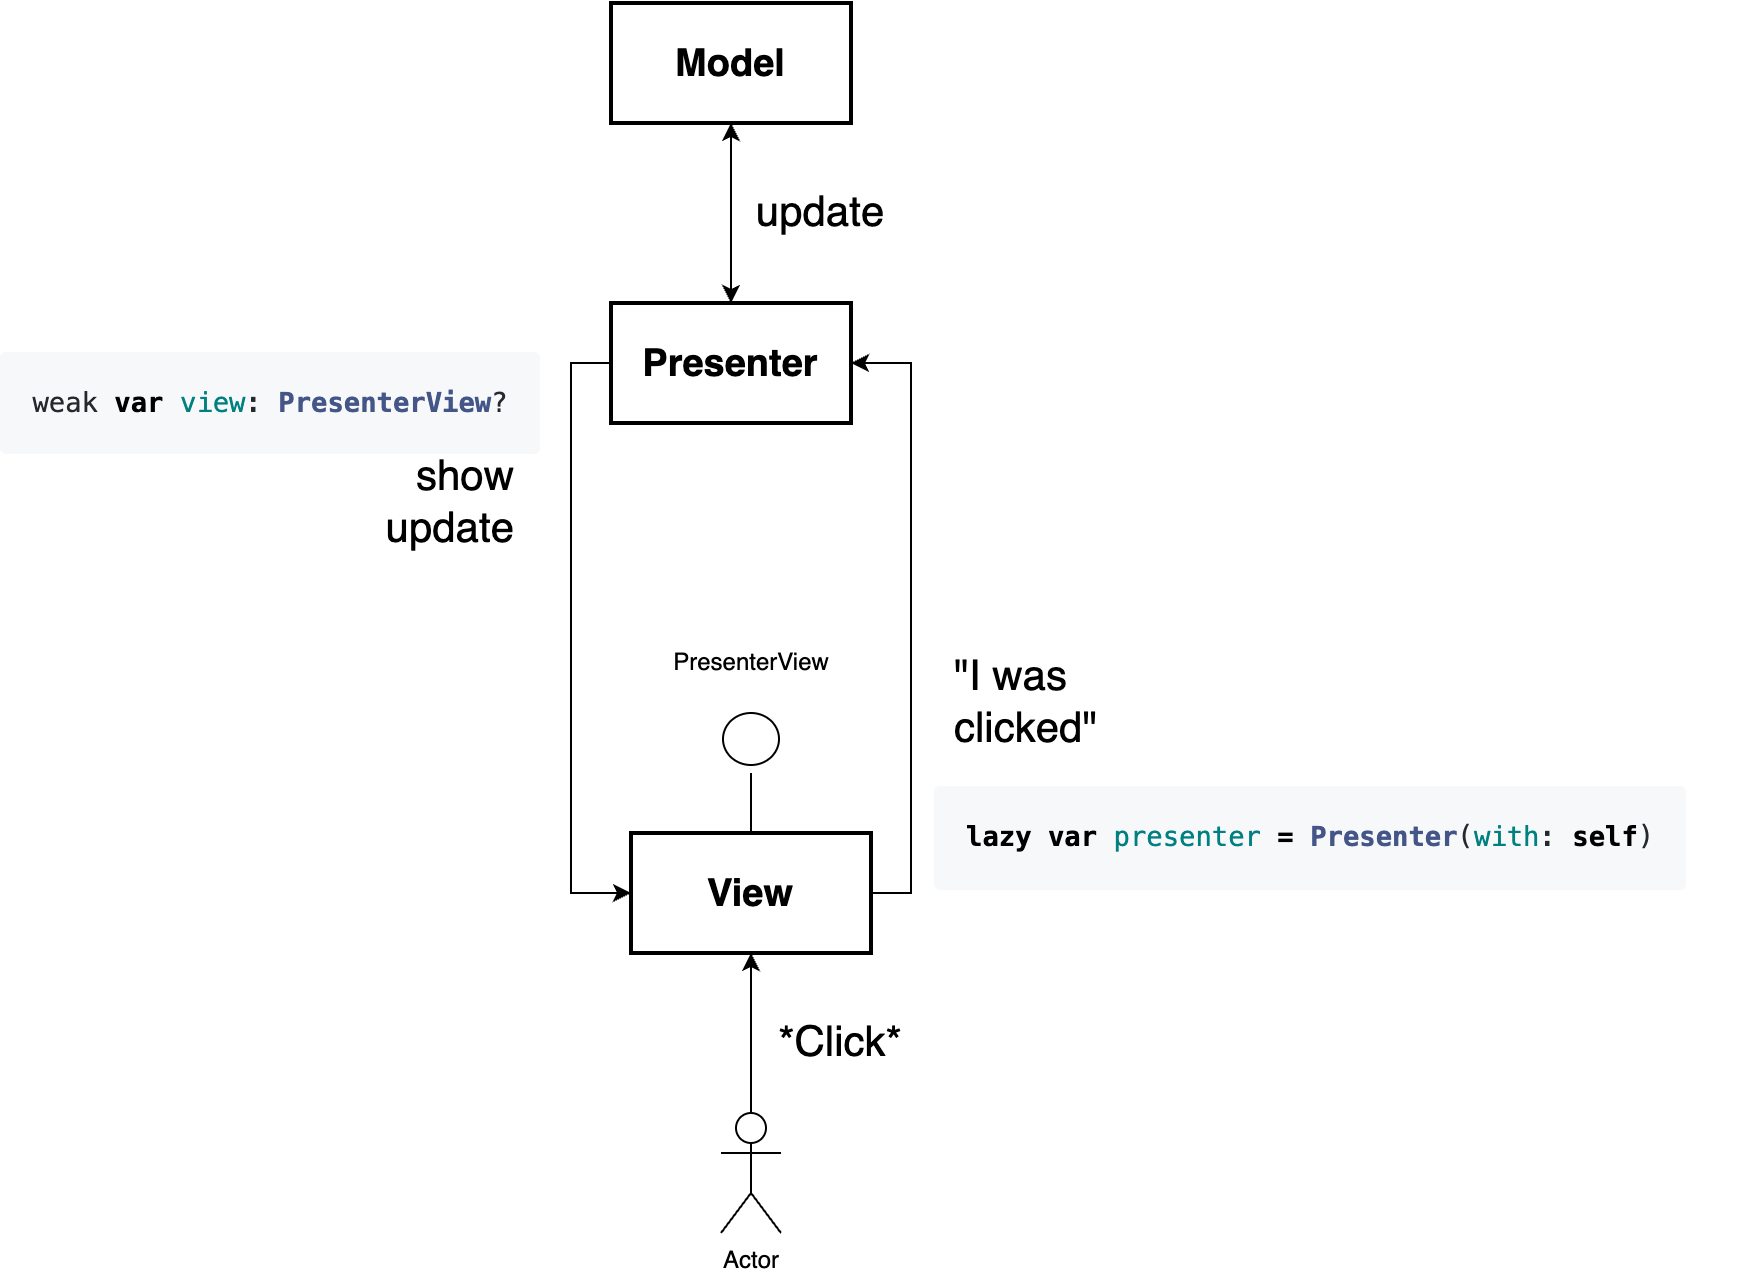 Model
update
Presenter
weak var view: PresenterView?
show
update
PresenterView
"I was
clicked"
lazy var presenter = Presenter(with: self)
View
*Click*
Actor